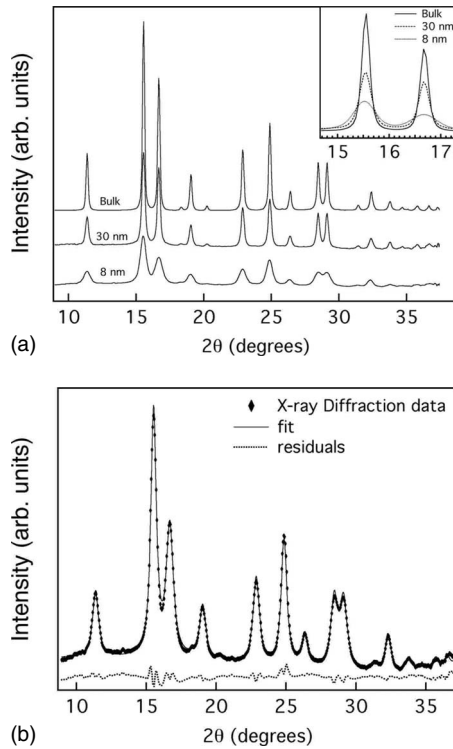 Intensity (arb. units)
Bulk
30 nm
8 nm
15 16 17
Bulk
30 nm
8 nm
10 15 20 25 30 35
2θ (degrees)
(a)
Intensity (arb. units)
X-ray Diffraction data
fit
residuals
10 15 20 25 30 35
2θ (degrees)
(b)